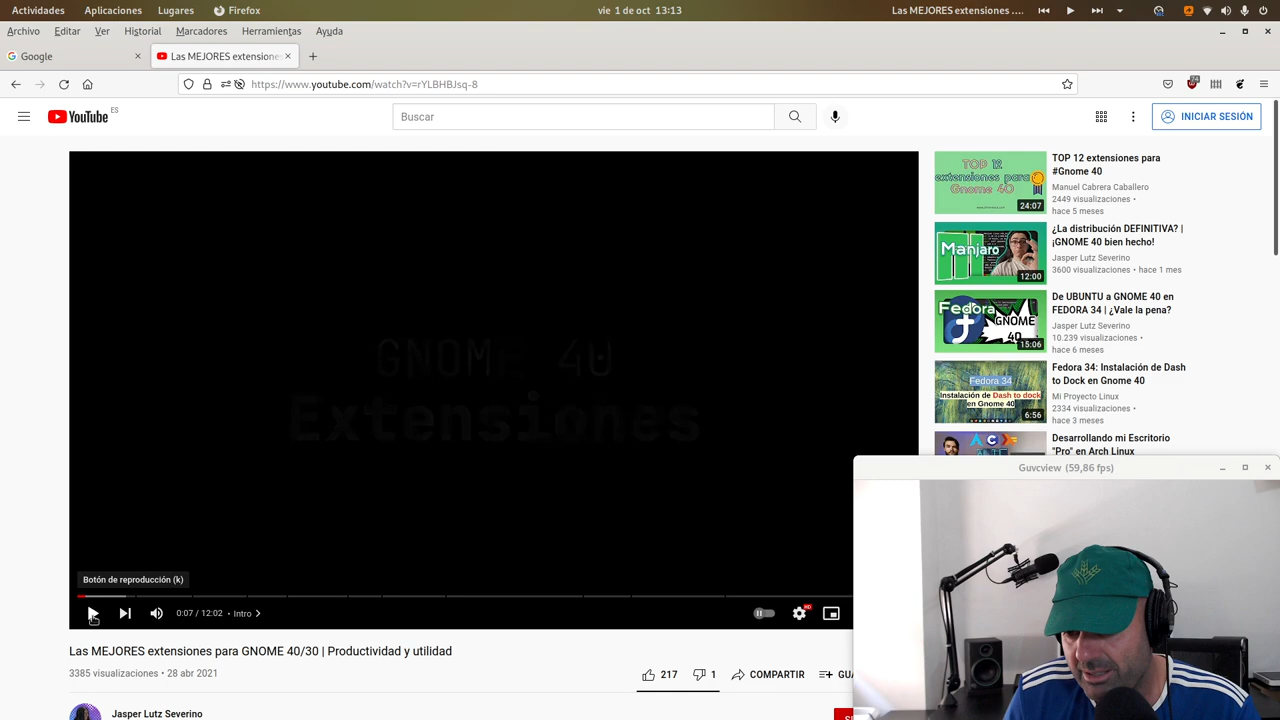 Actividades Aplicaciones Lugares Firefox vie 1 de oct 13:13 Las MEJORES extensiones ....
Archivo Editar Ver Historial Marcadores Herramientas Ayuda
Google Las MEJORES extensione
https://www.youtube.com/watch?v=rYLBHBJsq-8
YouTube ES Buscar INICIAR SESIÓN
GNOME 40
Extensiones
Botón de reproducción (k)
0:07 / 12:02 • Intro
HD
Las MEJORES extensiones para GNOME 40/30 | Productividad y utilidad
3385 visualizaciones • 28 abr 2021
217 1 COMPARTIR GUA
Jasper Lutz Severino
TOP 12
extensiones para
Gnome 40
24:07
TOP 12 extensiones para
#Gnome 40
Manuel Cabrera Caballero
2449 visualizaciones •
hace 5 meses
Manjaro
12:00
¿La distribución DEFINITIVA? |
¡GNOME 40 bien hecho!
Jasper Lutz Severino
3600 visualizaciones • hace 1 mes
Fedora
GNOME
40
15:06
De UBUNTU a GNOME 40 en
FEDORA 34 | ¿Vale la pena?
Jasper Lutz Severino
10.239 visualizaciones •
hace 6 meses
Fedora 34
Instalación de Dash to dock
en Gnome 40
6:56
Fedora 34: Instalación de Dash
to Dock en Gnome 40
Mi Proyecto Linux
2334 visualizaciones •
hace 3 meses
Desarrollando mi Escritorio
"Pro" en Arch Linux
Guvcview (59,86 fps)